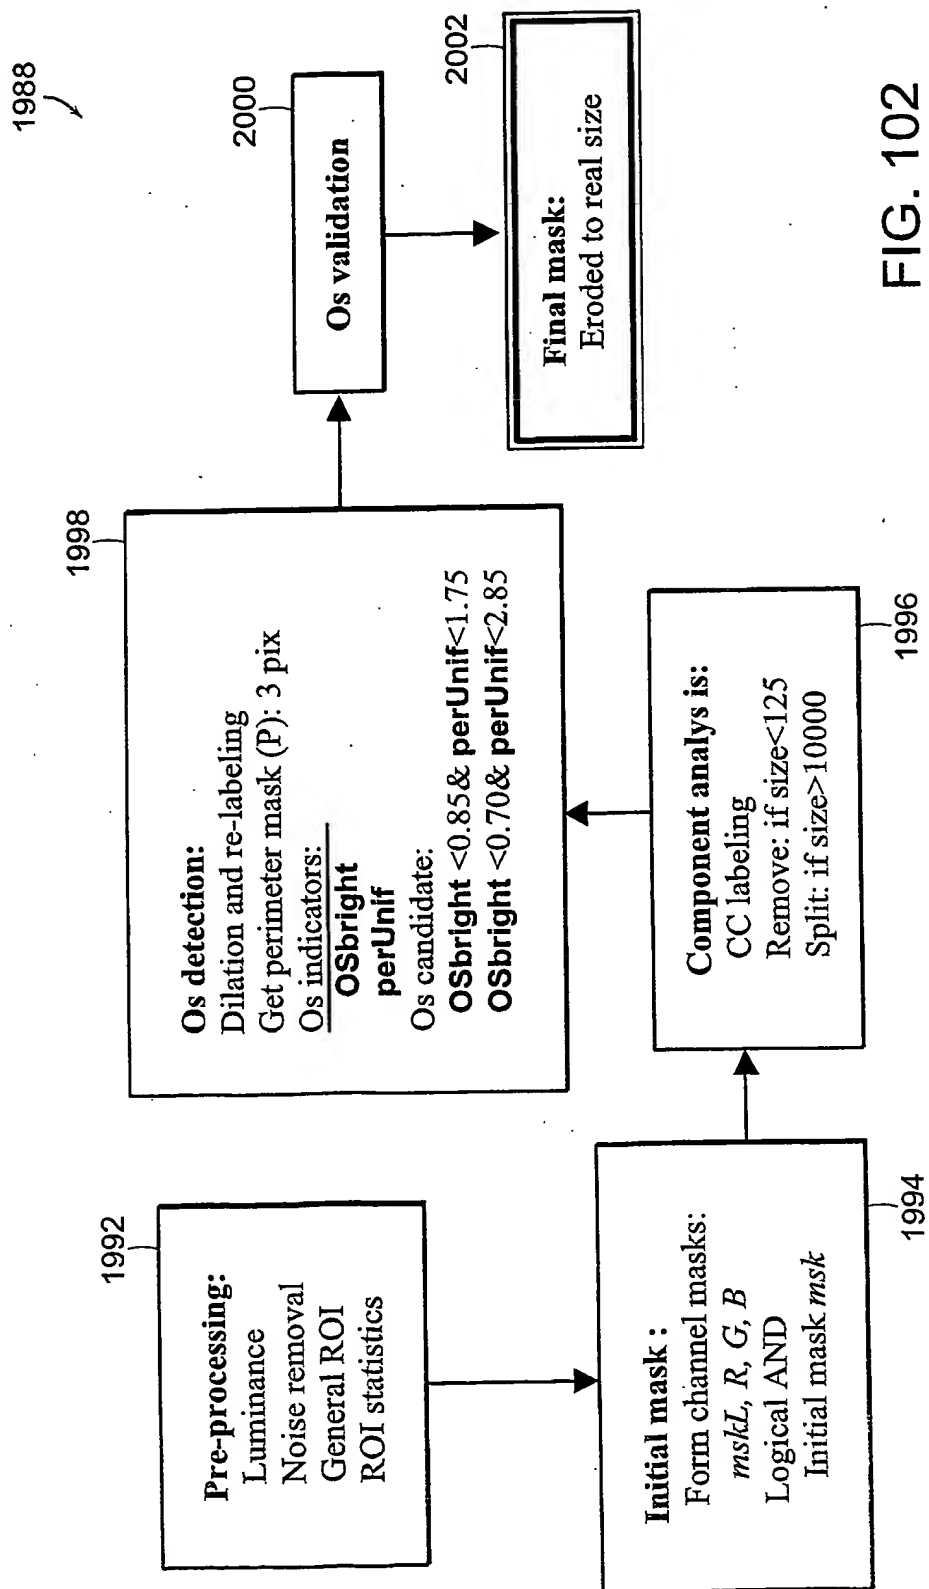 1988
1992
Pre-processing:
Luminance
Noise removal
General ROI
ROI statistics
Initial mask :
Form channel masks:
mskL, R, G, B
Logical AND
Initial mask msk
1994
Component analys is:
CC labeling
Remove: if size<125
Split: if size>10000
1996
1998
Os detection:
Dilation and re-labeling
Get perimeter mask (P): 3 pix
Os indicators:
OSbright
perUnif
Os candidate:
OSbright <0.85& perUnif<1.75
OSbright <0.70& perUnif<2.85
2000
Os validation
2002
Final mask:
Eroded to real size
FIG. 102